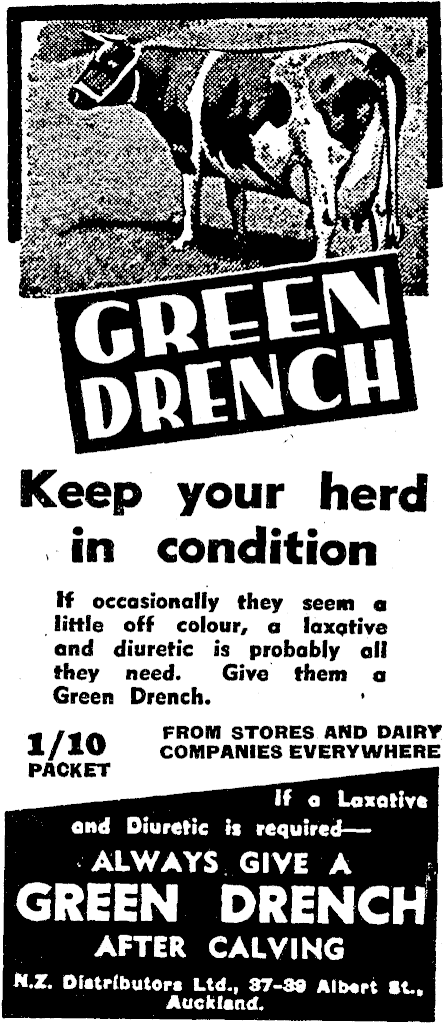 GREEN
DRENCH
Keep your herd
in condition
If occasionally they seem a
little off colour, a laxative
and diuretic is probably all
they need. Give them a
Green Drench.
1/10
PACKET
FROM STORES AND DAIRY
COMPANIES EVERYWHERE
If a Laxative
and Diuretic is required—
ALWAYS GIVE A
GREEN DRENCH
AFTER CALVING
N.Z. Distributors Ltd., 37-39 Albert St.,
Auckland.